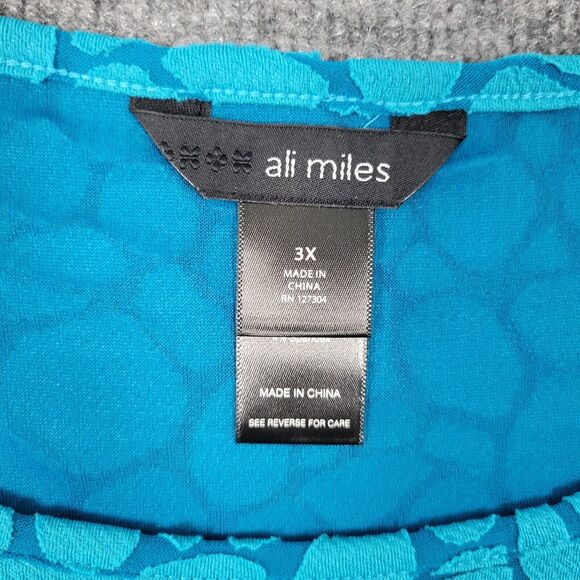 ali miles
3X
MADE IN
CHINA
RN 127304
MADE IN CHINA
SEE REVERSE FOR CARE